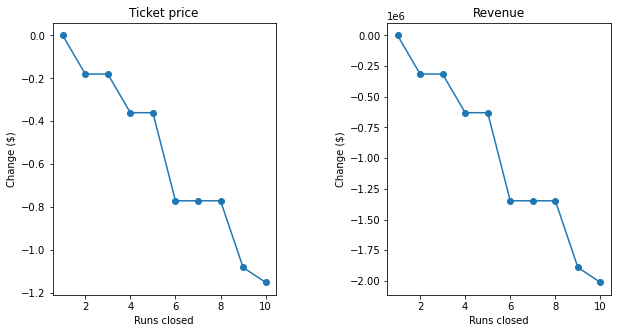 Ticket price
0.0
−0.2
−0.4
−0.6
−0.8
−1.0
−1.2
Change ($)
2 4 6 8 10
Runs closed
Revenue
1e6
0.00
−0.25
−0.50
−0.75
−1.00
−1.25
−1.50
−1.75
−2.00
Change ($)
2 4 6 8 10
Runs closed